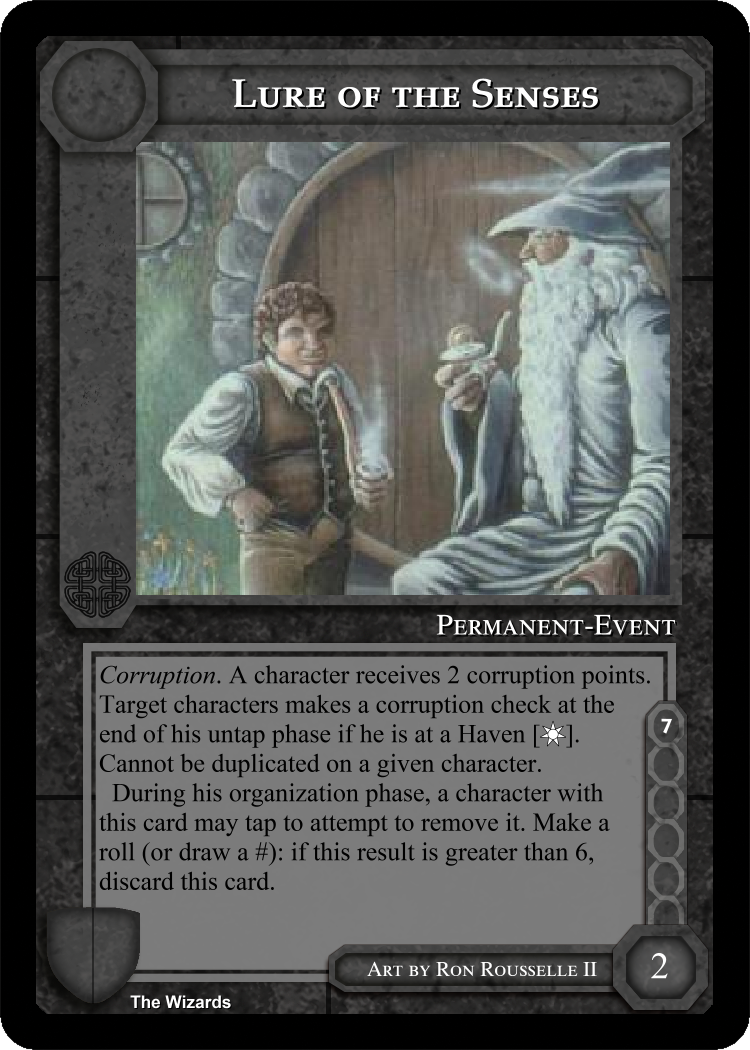 Lure of the Senses
Permanent-Event
Corruption. A character receives 2 corruption points.
Target characters makes a corruption check at the
end of his untap phase if he is at a Haven [☀].
Cannot be duplicated on a given character.
During his organization phase, a character with
this card may tap to attempt to remove it. Make a
roll (or draw a #): if this result is greater than 6,
discard this card.
7
Art by Ron Rousselle II
2
The Wizards